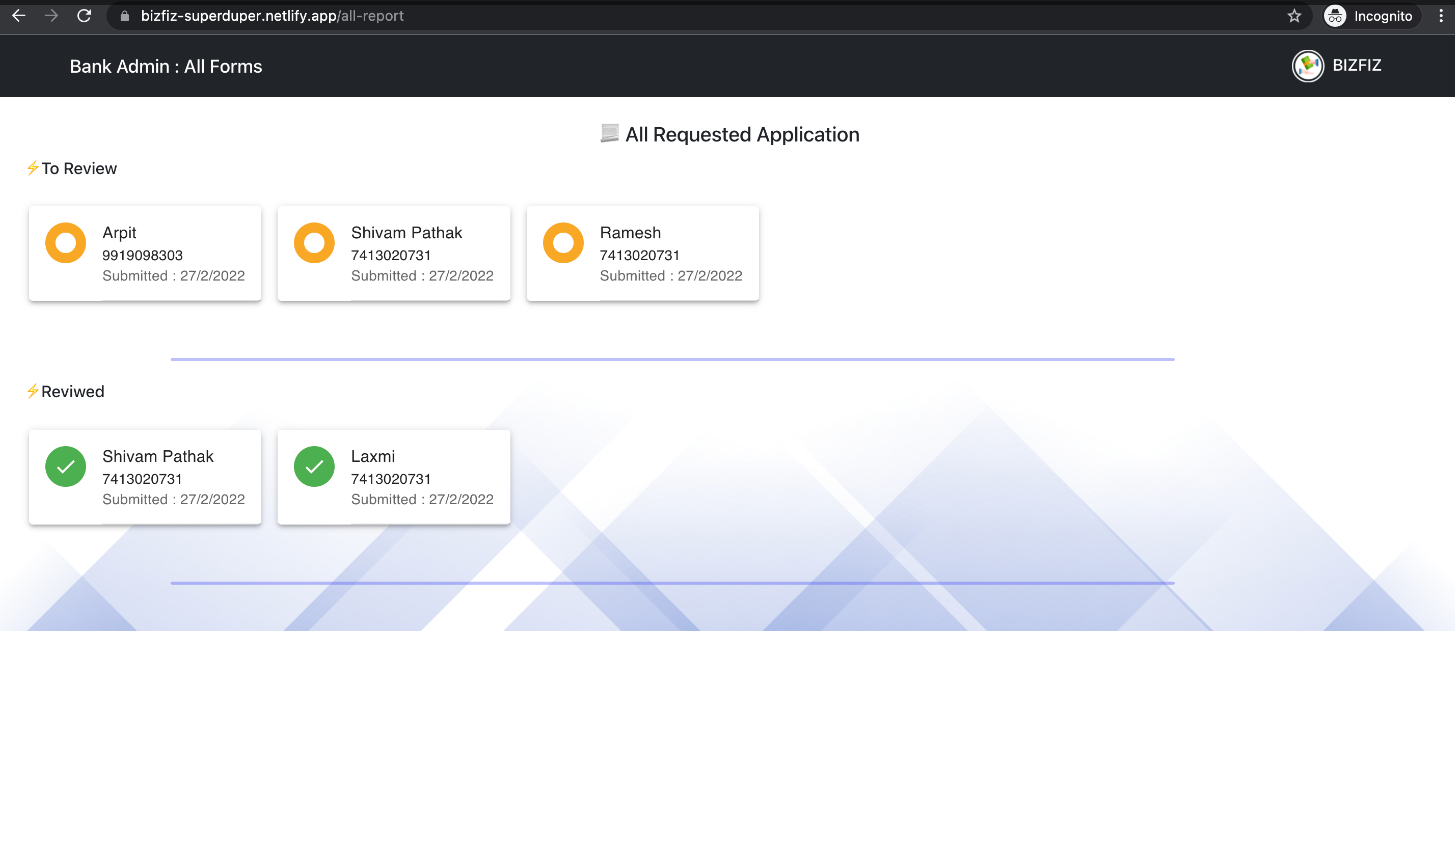 bizfiz-superduper.netlify.app/all-report
Incognito
Bank Admin : All Forms
BIZFIZ
All Requested Application
⚡To Review
Arpit
9919098303
Submitted : 27/2/2022
Shivam Pathak
7413020731
Submitted : 27/2/2022
Ramesh
7413020731
Submitted : 27/2/2022
⚡Reviwed
Shivam Pathak
7413020731
Submitted : 27/2/2022
Laxmi
7413020731
Submitted : 27/2/2022